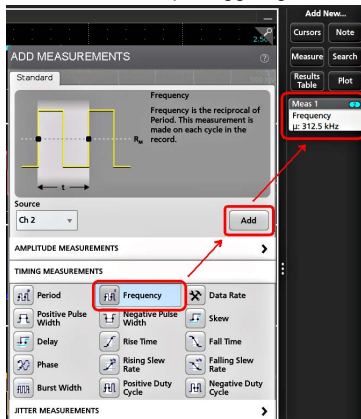 2.50
ADD MEASUREMENTS
Standard
Frequency
Frequency is the reciprocal of
Period. This measurement is
made on each cycle in the
record.
RM
t
Source
Ch 2
Add
AMPLITUDE MEASUREMENTS
TIMING MEASUREMENTS
Period
Frequency
Data Rate
Positive Pulse
Width
Negative Pulse
Width
Skew
Delay
Rise Time
Fall Time
Phase
Rising Slew
Rate
Falling Slew
Rate
Burst Width
Positive Duty
Cycle
Negative Duty
Cycle
JITTER MEASUREMENTS
Add New...
Cursors
Note
Measure
Search
Results
Table
Plot
Meas 1
2
Frequency
μ: 312.5 kHz